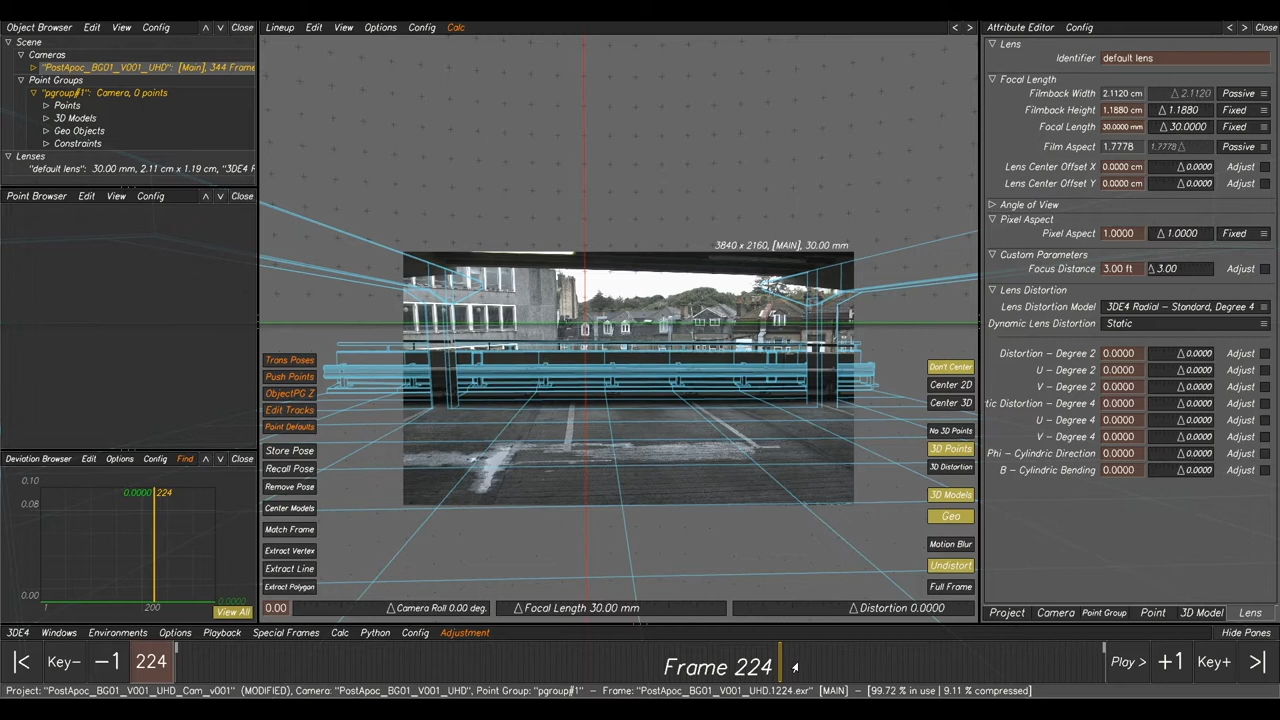 Object Browser Edit View Config Close
Scene
Cameras
"PostApoc_BG01_V001_UHD": [Main], 344 Frame
Point Groups
"pgroup#1": Camera, 0 points
Points
3D Models
Geo Objects
Constraints
Lenses
"default lens": 30.00 mm, 2.11 cm x 1.19 cm, "3DE4 R
Point Browser Edit View Config Close
Deviation Browser Edit Options Config Find Close
0.10
0.08
0.00
0.0000 224
0.0000
1 200
View All
Lineup Edit View Options Config Calc
3840 x 2160, [MAIN], 30.00 mm
Trans Poses
Push Points
ObjectPG Z
Edit Tracks
Point Defaults
Store Pose
Recall Pose
Remove Pose
Center Models
Match Frame
Extract Vertex
Extract Line
Extract Polygon
Don't Center
Center 2D
Center 3D
No 3D Points
3D Points
3D Distortion
3D Models
Geo
Motion Blur
Undistort
Full Frame
0.00 Camera Roll 0.00 deg. Focal Length 30.00 mm Distortion 0.0000
Attribute Editor Config Close
Lens
Identifier default lens
Focal Length
Filmback Width 2.1120 cm 2.1120 Passive
Filmback Height 1.1880 cm 1.1880 Fixed
Focal Length 30.0000 mm 30.0000 Fixed
Film Aspect 1.7778 1.7778 Passive
Lens Center Offset X 0.0000 cm 0.0000 Adjust
Lens Center Offset Y 0.0000 cm 0.0000 Adjust
Angle of View
Pixel Aspect
Pixel Aspect 1.0000 1.0000 Fixed
Custom Parameters
Focus Distance 3.00 ft 3.00 Adjust
Lens Distortion
Lens Distortion Model 3DE4 Radial – Standard, Degree 4
Dynamic Lens Distortion Static
Distortion – Degree 2 0.0000 0.0000 Adjust
U – Degree 2 0.0000 0.0000 Adjust
V – Degree 2 0.0000 0.0000 Adjust
tic Distortion – Degree 4 0.0000 0.0000 Adjust
U – Degree 4 0.0000 0.0000 Adjust
V – Degree 4 0.0000 0.0000 Adjust
Phi – Cylindric Direction 0.0000 0.0000 Adjust
B – Cylindric Bending 0.0000 0.0000 Adjust
Project Camera Point Group Point 3D Model Lens
3DE4 Windows Environments Options Playback Special Frames Calc Python Config Adjustment Hide Panes
|< Key– –1 224 Frame 224 Play > +1 Key+ >|
Project: "PostApoc_BG01_V001_UHD_Cam_v001" (MODIFIED), Camera: "PostApoc_BG01_V001_UHD", Point Group: "pgroup#1" – Frame: "PostApoc_BG01_V001_UHD.1224.exr" [MAIN] – [99.72 % in use | 9.11 % compressed]